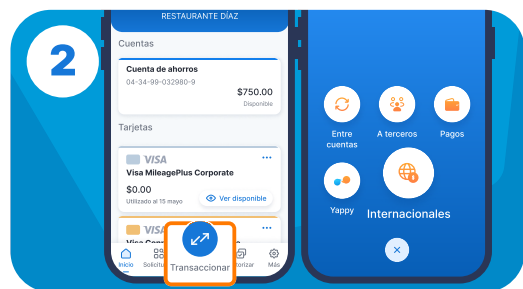 2
RESTAURANTE DÍAZ
Cuentas
Cuenta de ahorros
04-34-99-032980-9
$750.00
Disponible
Tarjetas
VISA
Visa MileagePlus Corporate
$0.00
Utilizado al 15 mayo
Ver disponible
VISA
Inicio
Transaccionar
Más
Entre
cuentas
A terceros
Pagos
Yappy
Internacionales